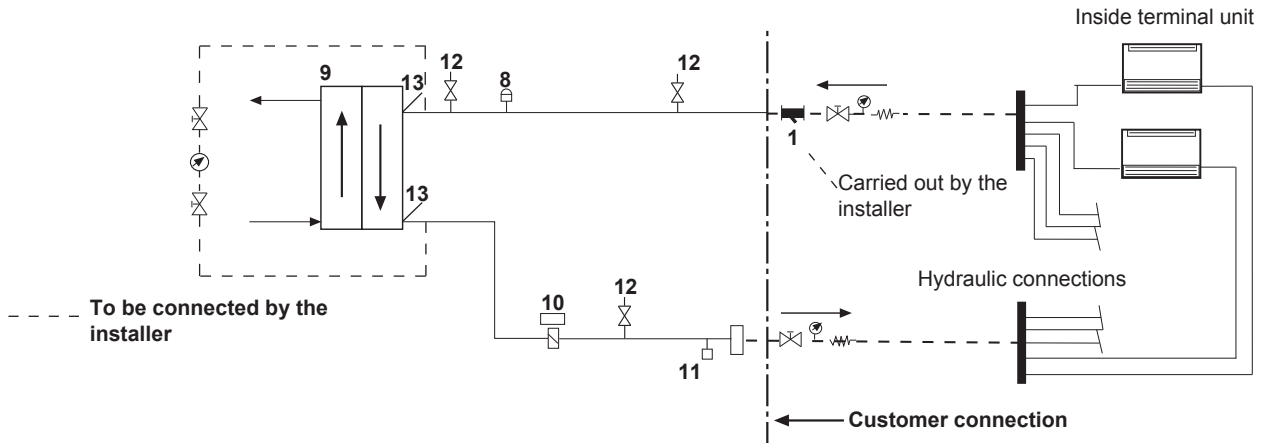 Inside terminal unit
12
12
9
13
8
1
Carried out by the
installer
13
Hydraulic connections
To be connected by the
installer
10
12
11
Customer connection